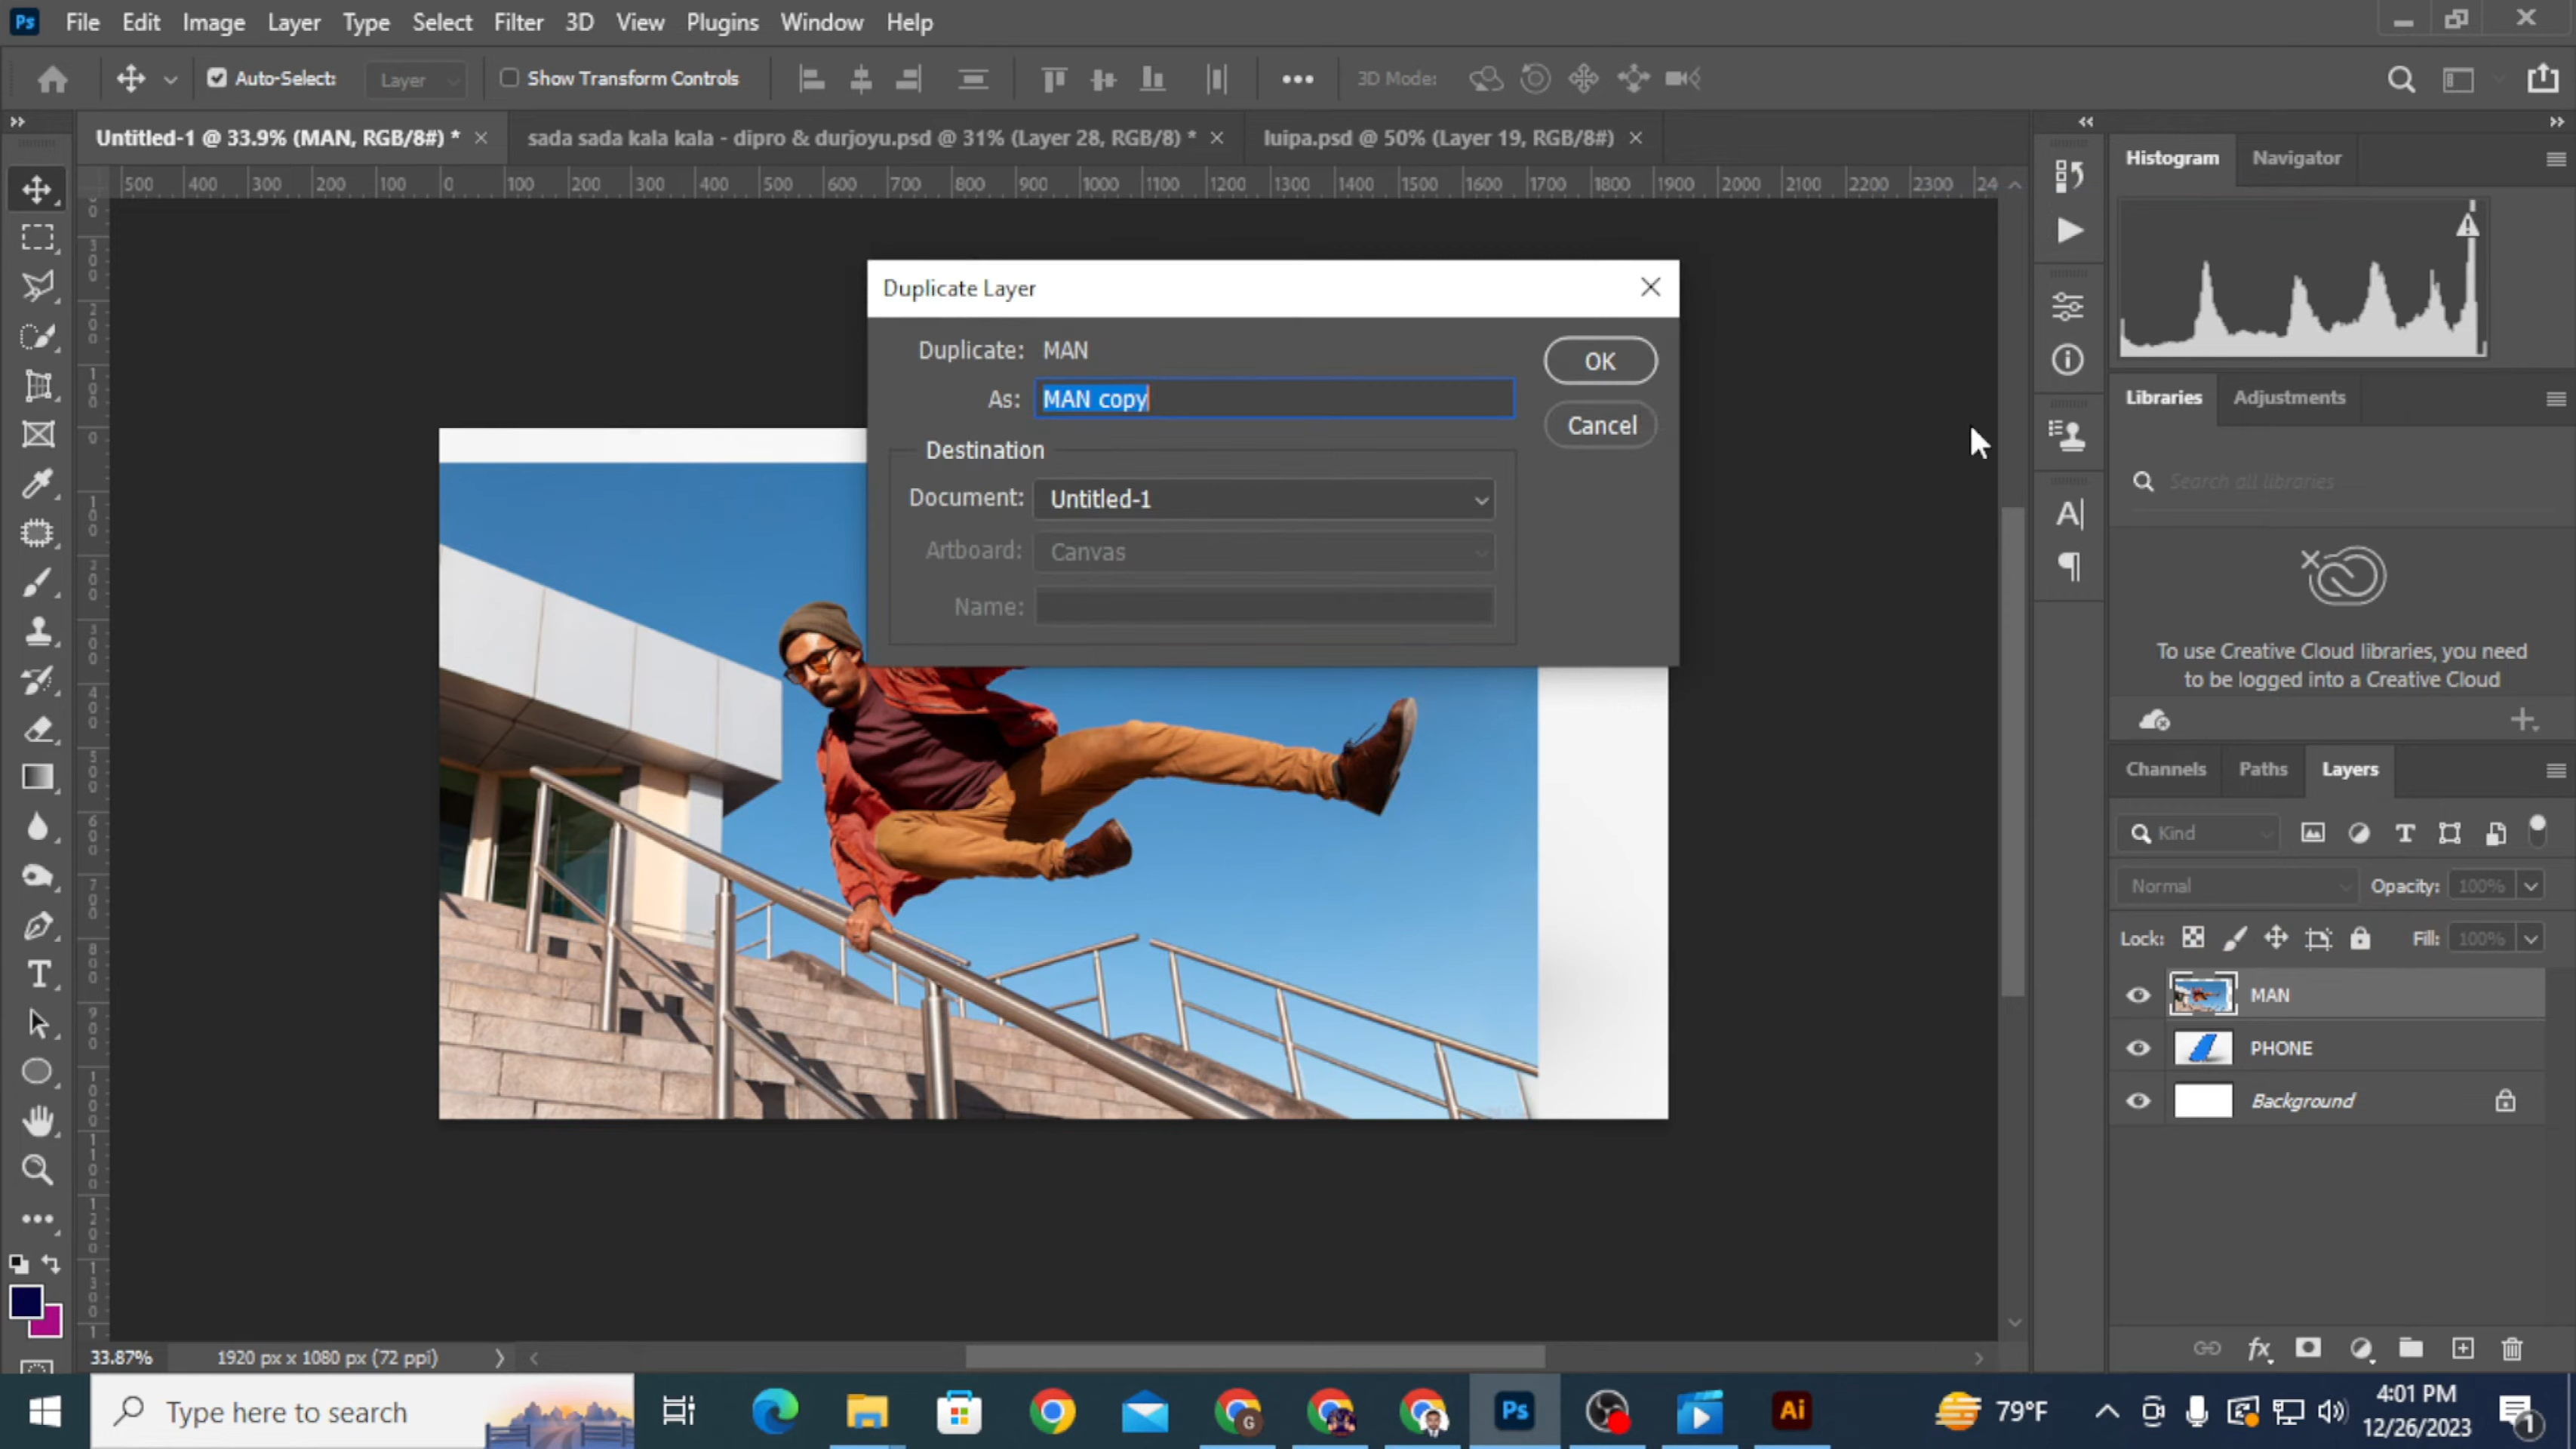 Ps File Edit Image Layer Type Select Filter 3D View Plugins Window Help
Auto-Select: Layer Show Transform Controls 3D Mode:
Untitled-1 @ 33.9% (MAN, RGB/8#) * sada sada kala kala - dipro & durjoyu.psd @ 31% (Layer 28, RGB/8) * luipa.psd @ 50% (Layer 19, RGB/8#)
500 400 300 200 100 0 100 200 300 400 500 600 700 800 900 1000 1100 1200 1300 1400 1500 1600 1700 1800 1900 2000 2100 2200 2300 24
Histogram Navigator
Duplicate Layer
Duplicate: MAN
OK
As: MAN copy
Cancel
Destination
Document: Untitled-1
Artboard: Canvas
Name:
Libraries Adjustments
Search all libraries
To use Creative Cloud libraries, you need
to be logged into a Creative Cloud
Channels Paths Layers
Kind
Normal Opacity: 100%
Lock: Fill: 100%
MAN
PHONE
Background
33.87% 1920 px x 1080 px (72 ppi)
Type here to search
G
Ps
Ai
79°F
4:01 PM
12/26/2023
1